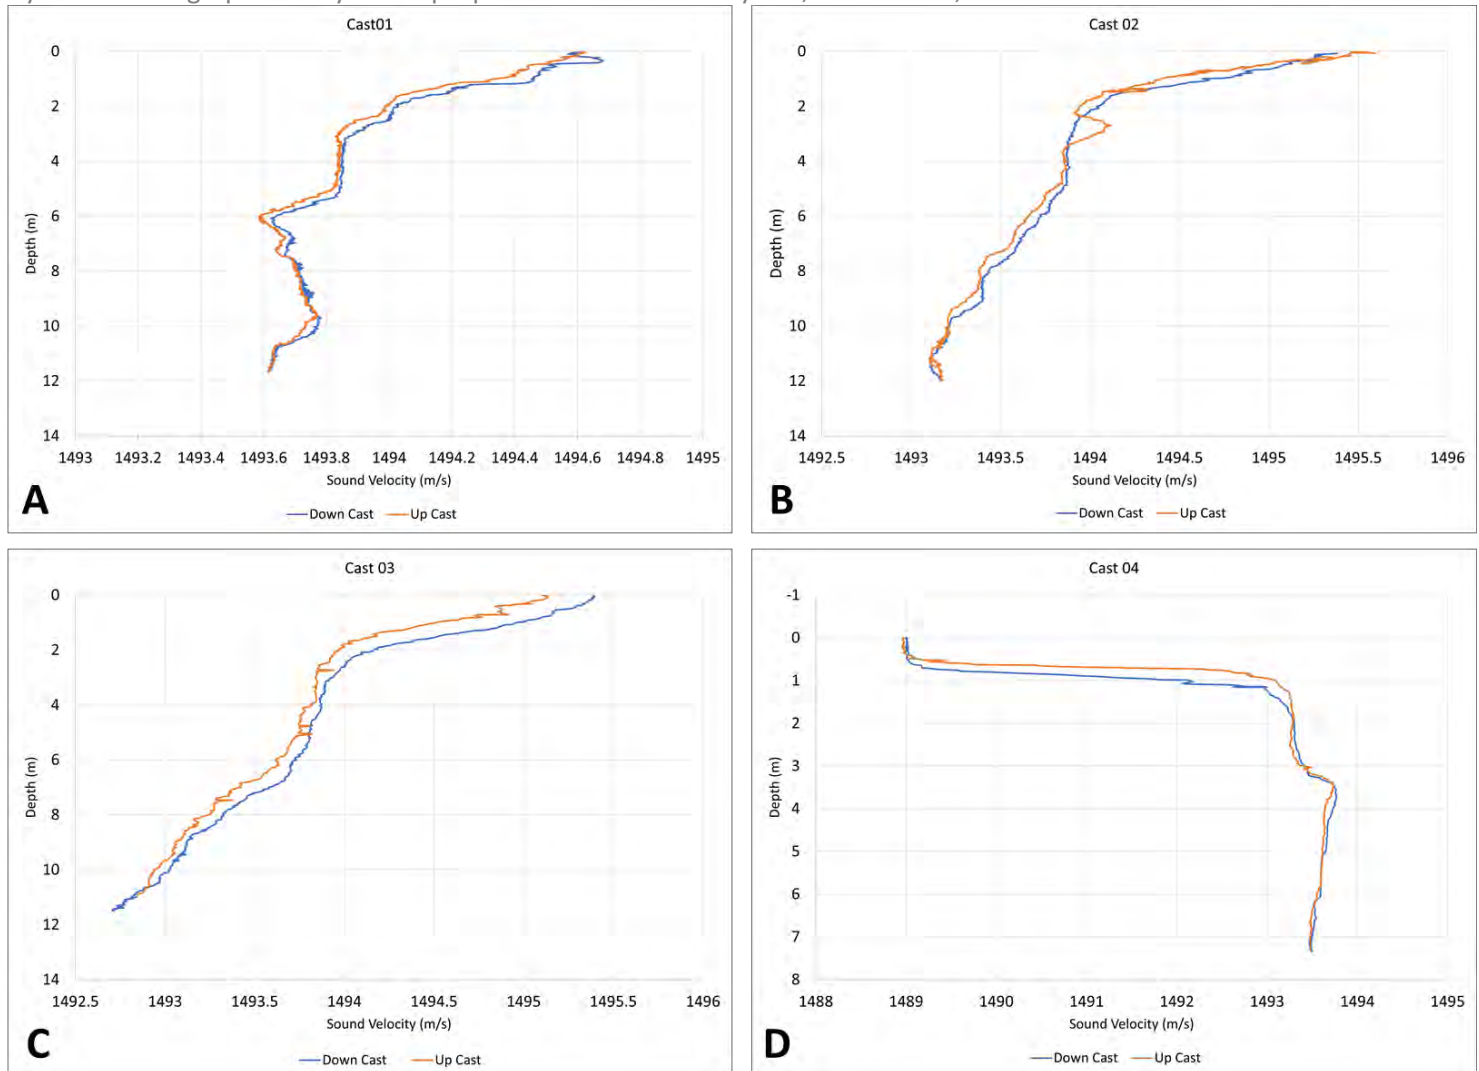 Cast01
0
2
4
6
8
10
12
14
Depth (m)
1493 1493.2 1493.4 1493.6 1493.8 1494 1494.2 1494.4 1494.6 1494.8 1495
Sound Velocity (m/s)
Down Cast Up Cast
A
Cast 02
0
2
4
6
8
10
12
14
Depth (m)
1492.5 1493 1493.5 1494 1494.5 1495 1495.5 1496
Sound Velocity (m/s)
Down Cast Up Cast
B
Cast 03
0
2
4
6
8
10
12
14
Depth (m)
1492.5 1493 1493.5 1494 1494.5 1495 1495.5 1496
Sound Velocity (m/s)
Down Cast Up Cast
C
Cast 04
-1
0
1
2
3
4
5
6
7
8
Depth (m)
1488 1489 1490 1491 1492 1493 1494 1495
Sound Velocity (m/s)
Down Cast Up Cast
D